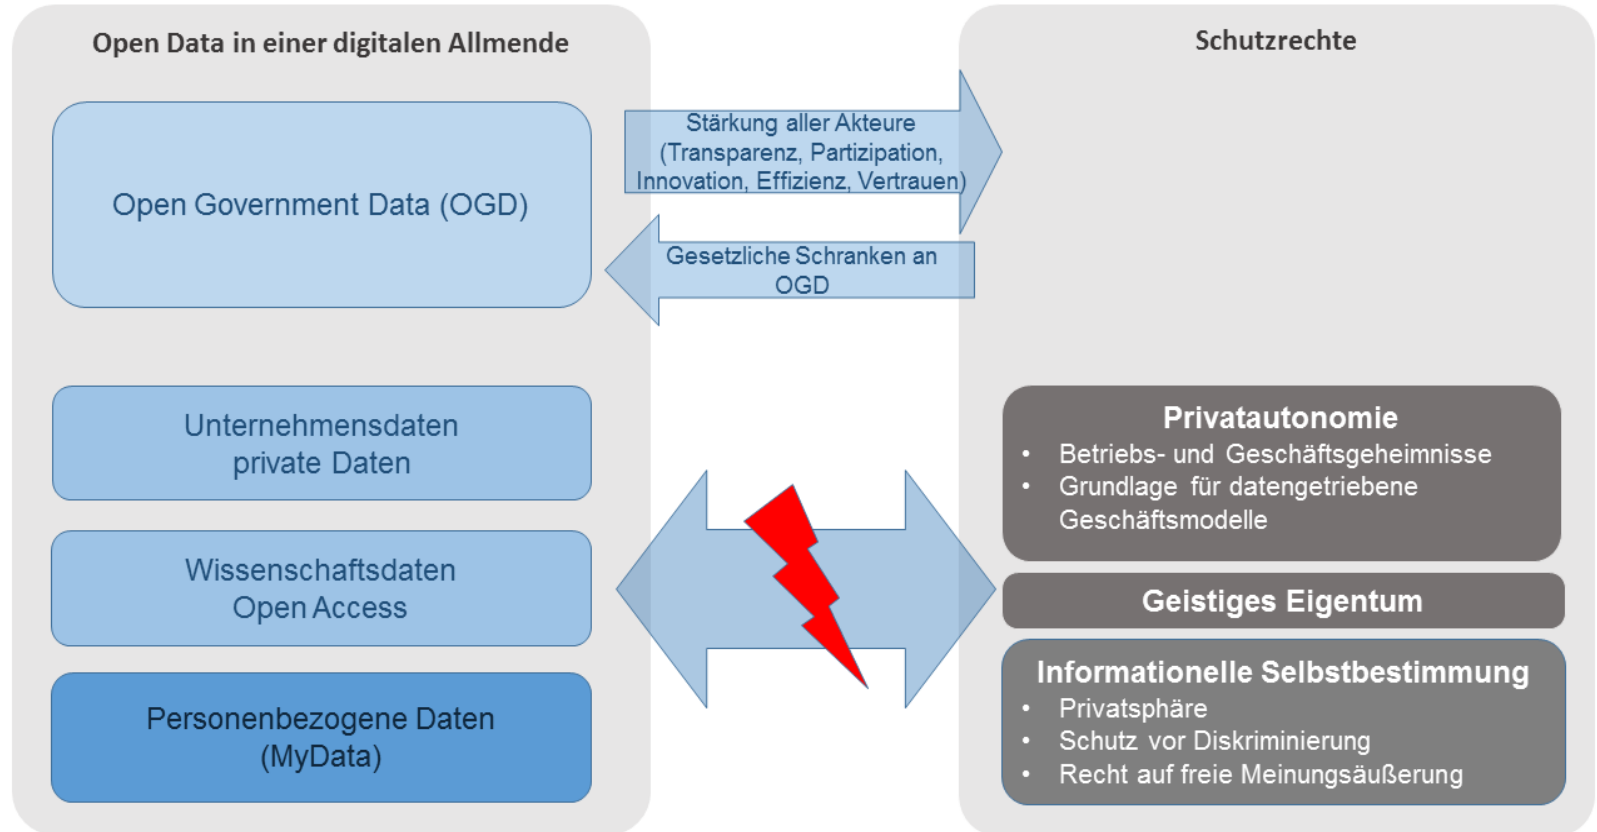 Open Data in einer digitalen Allmende
Open Government Data (OGD)
Unternehmensdaten
private Daten
Wissenschaftsdaten
Open Access
Personenbezogene Daten
(MyData)
Stärkung aller Akteure
(Transparenz, Partizipation,
Innovation, Effizienz, Vertrauen)
Gesetzliche Schranken an
OGD
Schutzrechte
Privatautonomie
• Betriebs- und Geschäftsgeheimnisse
• Grundlage für datengetriebene
Geschäftsmodelle
Geistiges Eigentum
Informationelle Selbstbestimmung
• Privatsphäre
• Schutz vor Diskriminierung
• Recht auf freie Meinungsäußerung